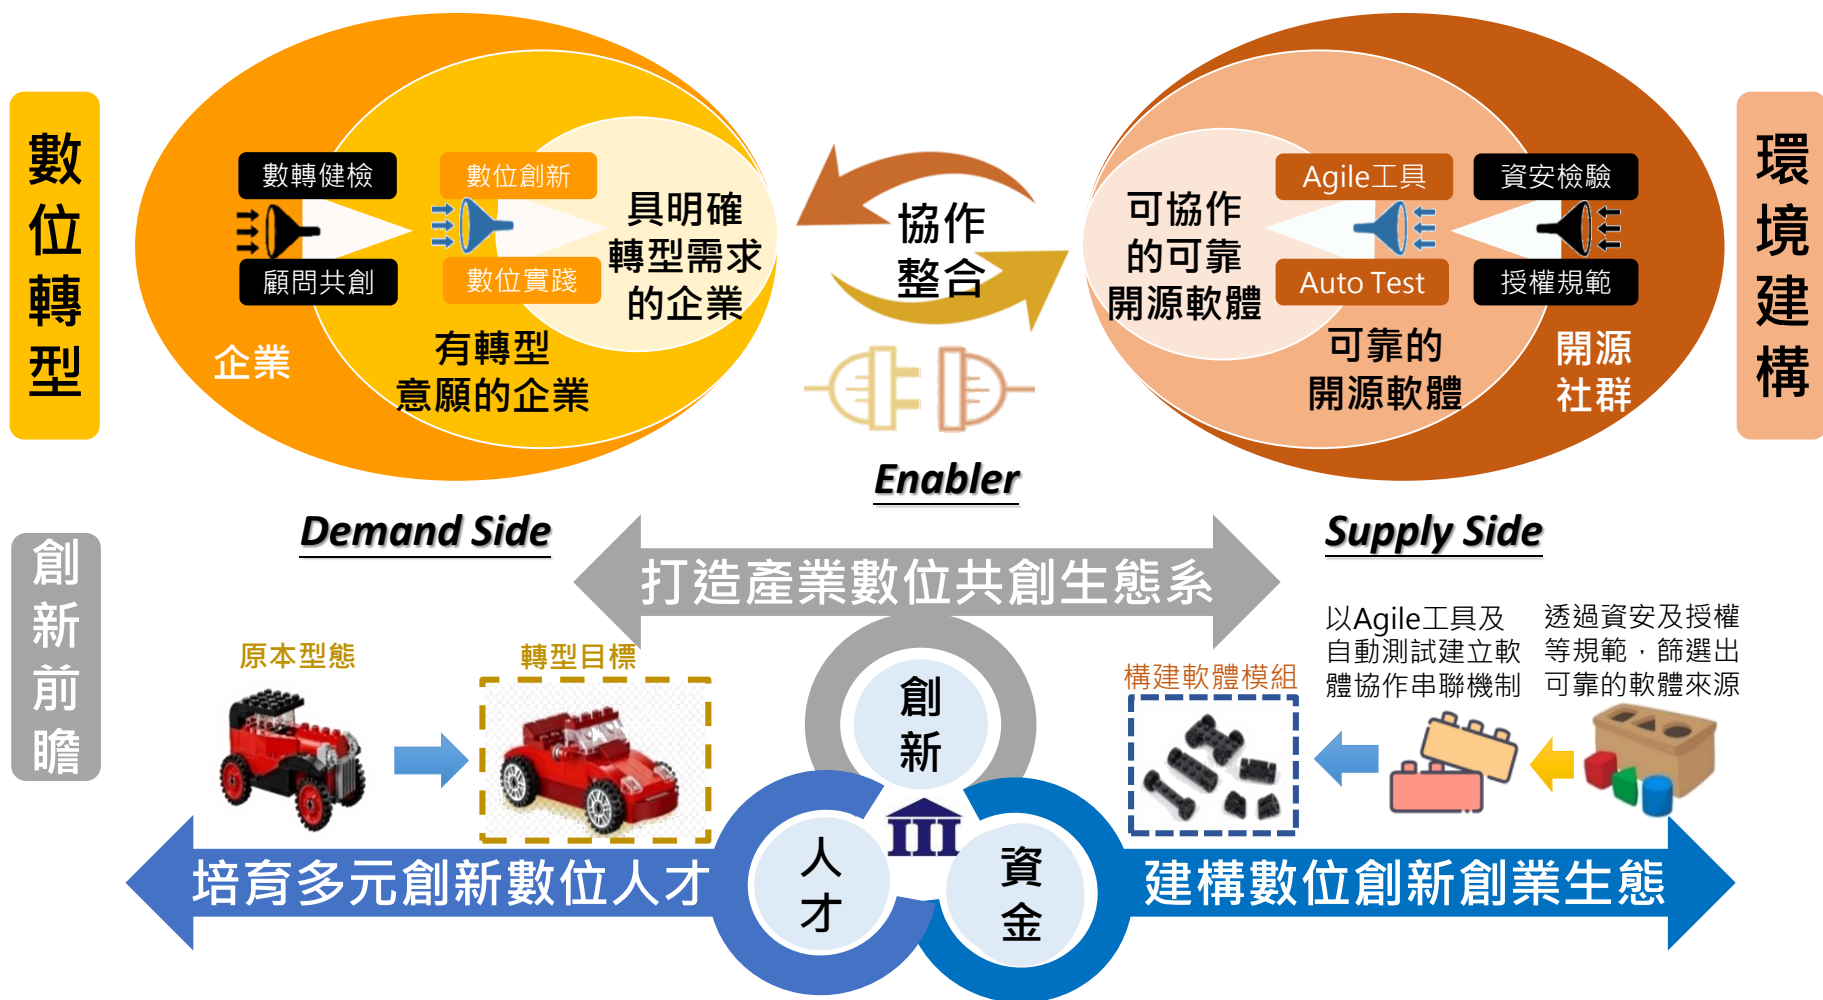 數位轉型
數轉健檢
顧問共創
企業
數位創新
數位實踐
有轉型
意願的企業
具明確
轉型需求
的企業
協作
整合
可協作
的可靠
開源軟體
Agile工具
Auto Test
可靠的
開源軟體
資安檢驗
授權規範
開源
社群
環境建構
Enabler
Demand Side
Supply Side
創新前瞻
打造產業數位共創生態系
原本型態
轉型目標
構建軟體模組
以Agile工具及
自動測試建立軟
體協作串聯機制
透過資安及授權
等規範，篩選出
可靠的軟體來源
創新
人才
資金
培育多元創新數位人才
建構數位創新創業生態